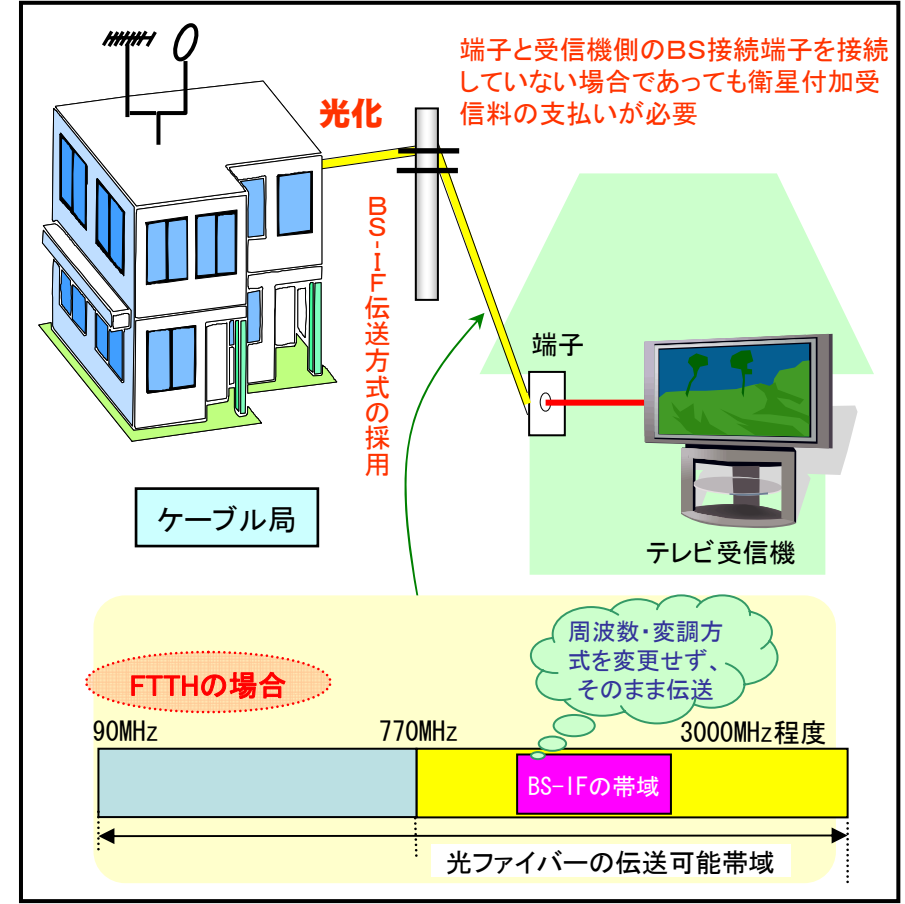 端子と受信機側のBS接続端子を接続
していない場合であっても衛星付加受
信料の支払いが必要
光化
BS-IF伝送方式の採用
端子
ケーブル局
テレビ受信機
周波数・変調方
式を変更せず、
そのまま伝送
FTTHの場合
90MHz
770MHz
3000MHz程度
BS-IFの帯域
光ファイバーの伝送可能帯域